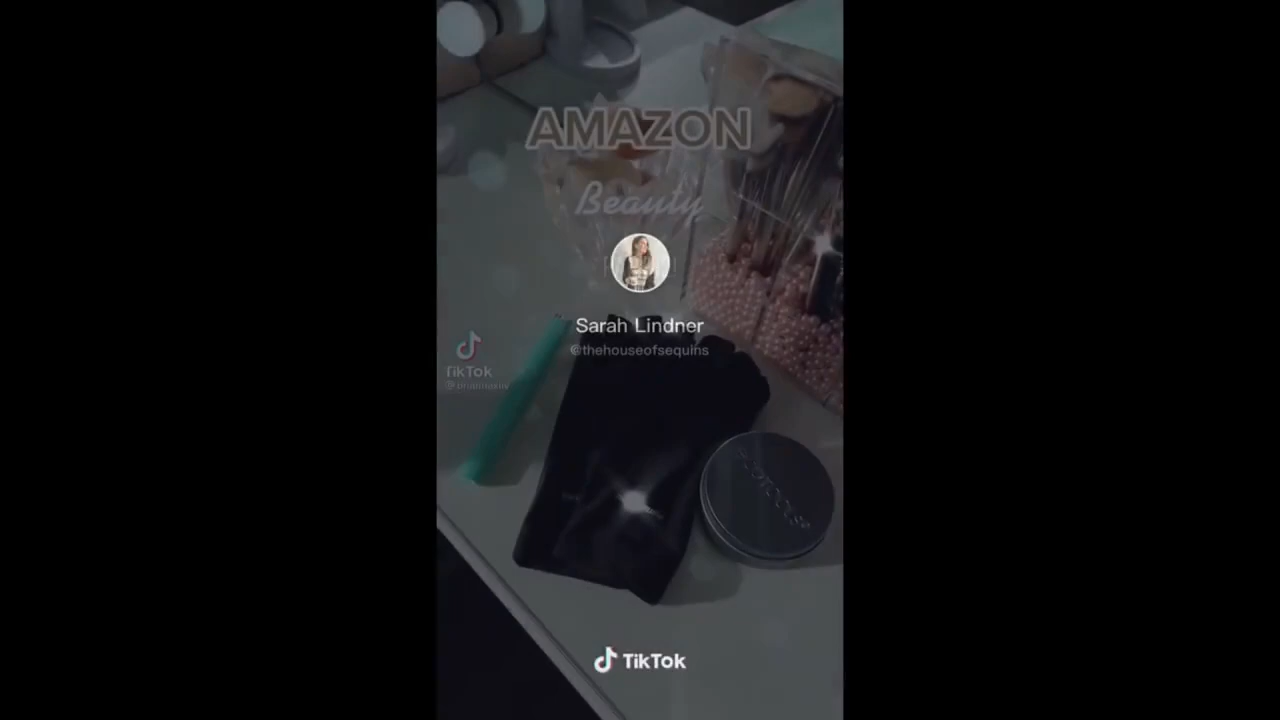 AMAZON
Beauty
Sarah Lindner
@thehouseofsequins
TikTok
TikTok